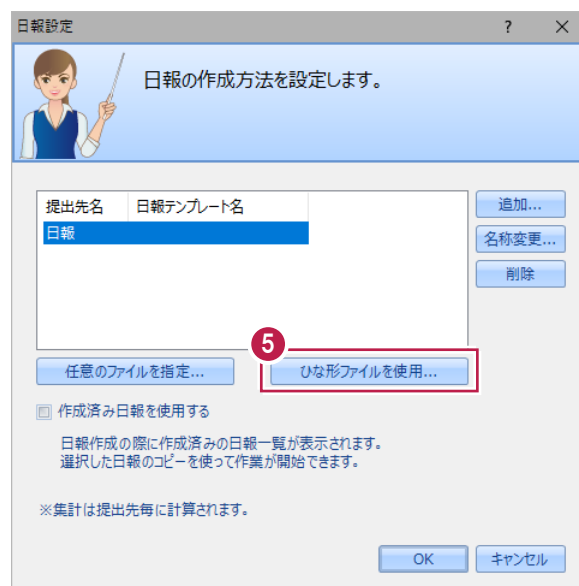 日報設定
?
×
日報の作成方法を設定します。
提出先名 日報テンプレート名
日報
追加...
名称変更...
削除
5
任意のファイルを指定...
ひな形ファイルを使用...
作成済み日報を使用する
日報作成の際に作成済みの日報一覧が表示されます。
選択した日報のコピーを使って作業が開始できます。
※集計は提出先毎に計算されます。
OK
キャンセル